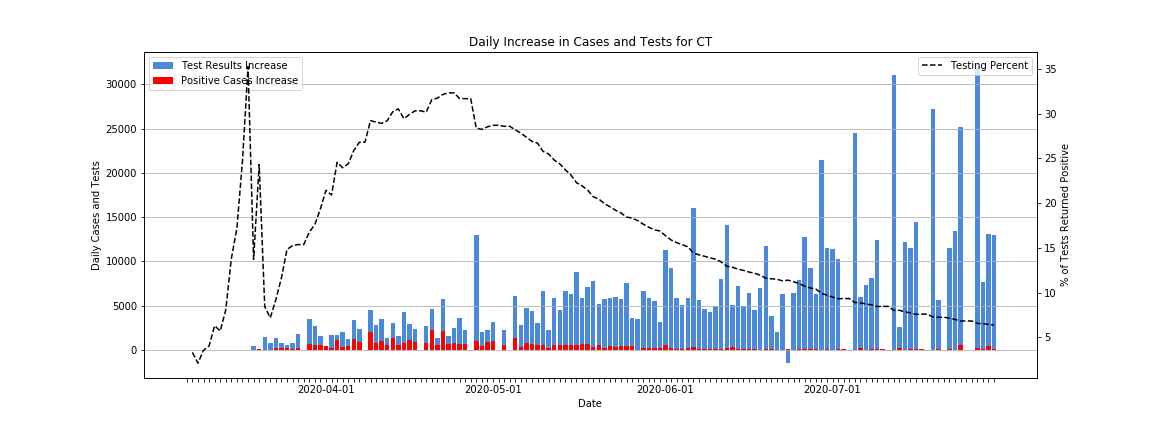 Daily Increase in Cases and Tests for CT
Test Results Increase
Positive Cases Increase
Testing Percent
30000
25000
20000
15000
10000
5000
0
35
30
25
20
15
10
5
Daily Cases and Tests
% of Tests Returned Positive
2020-04-01
2020-05-01
2020-06-01
2020-07-01
Date